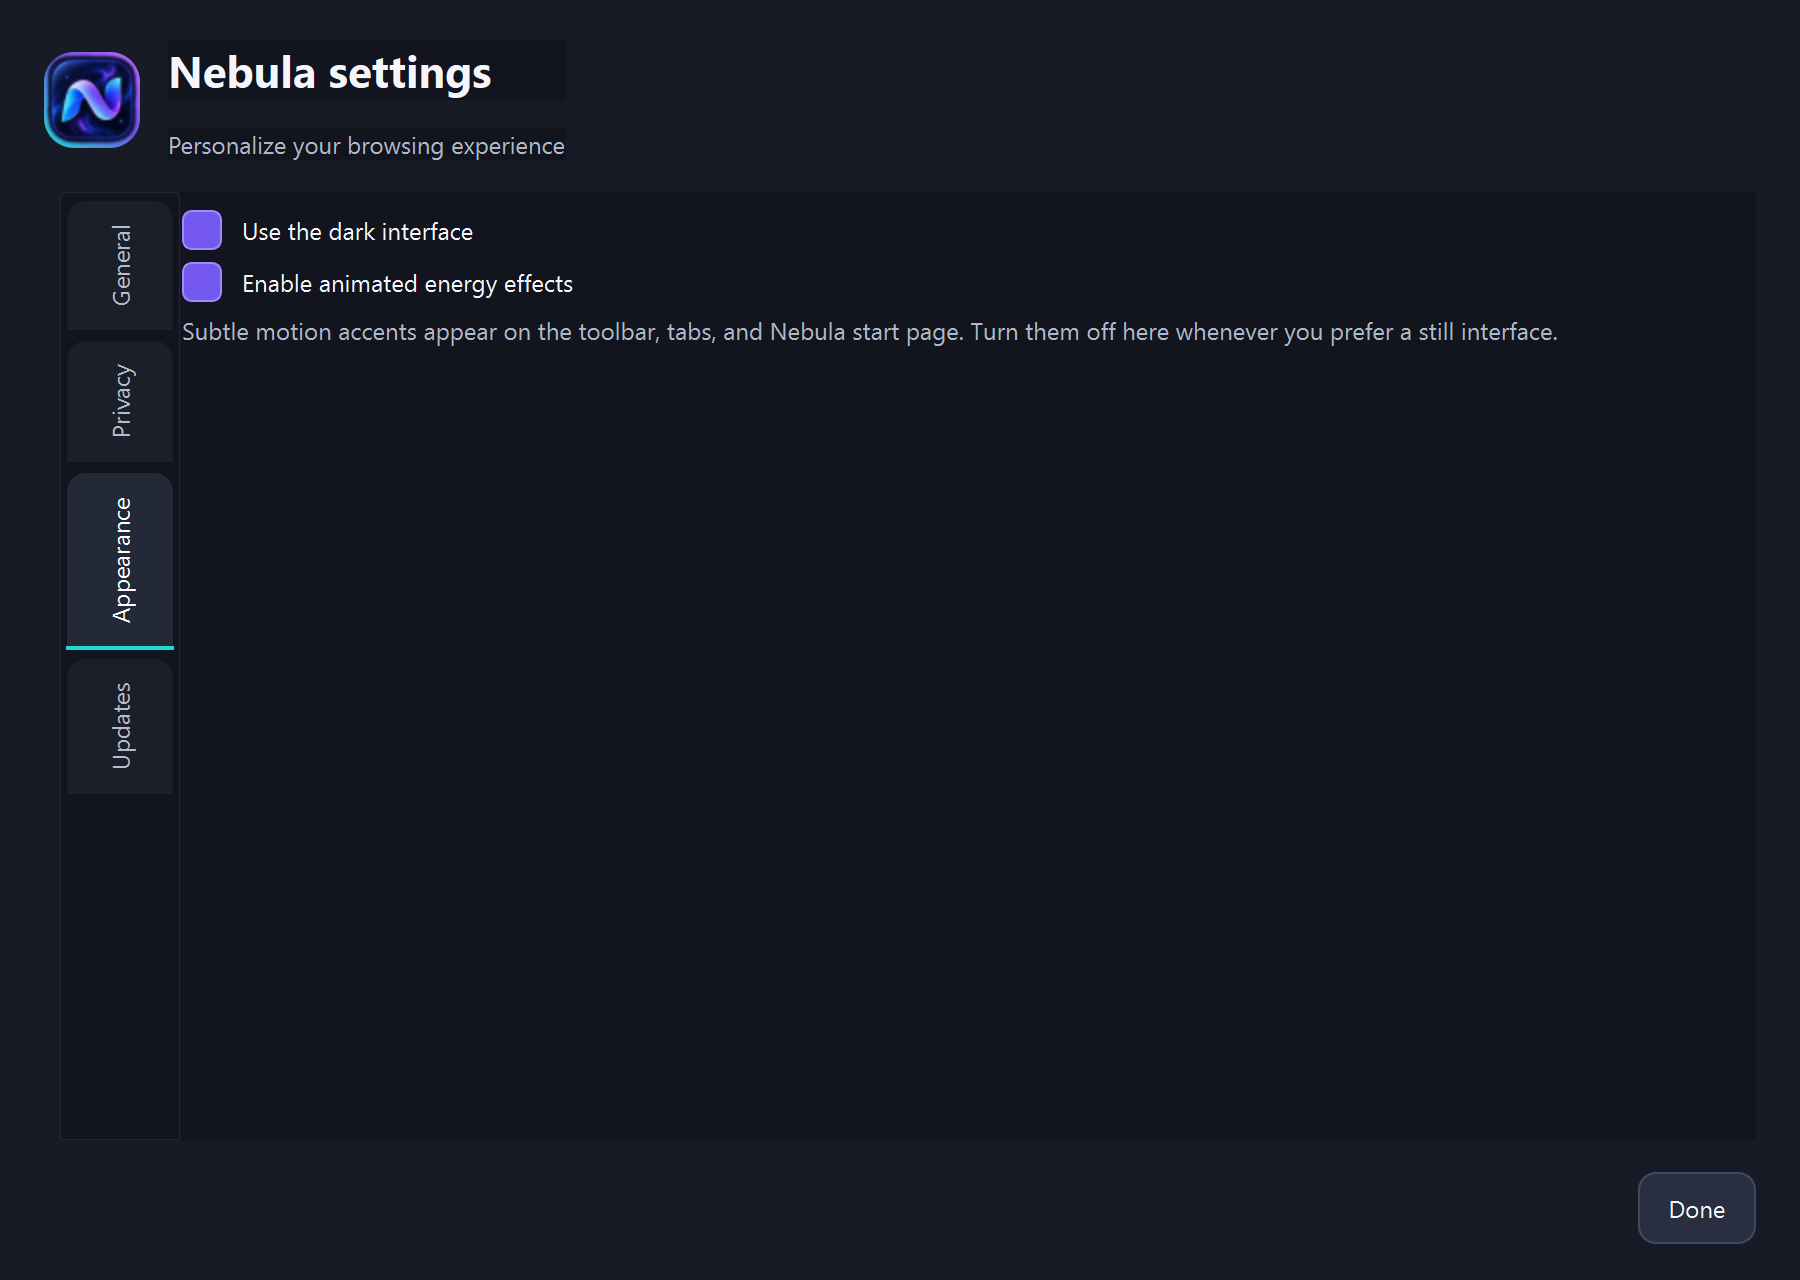 Nebula settings
Personalize your browsing experience
General
Privacy
Appearance
Updates
Use the dark interface
Enable animated energy effects
Subtle motion accents appear on the toolbar, tabs, and Nebula start page. Turn them off here whenever you prefer a still interface.
Done